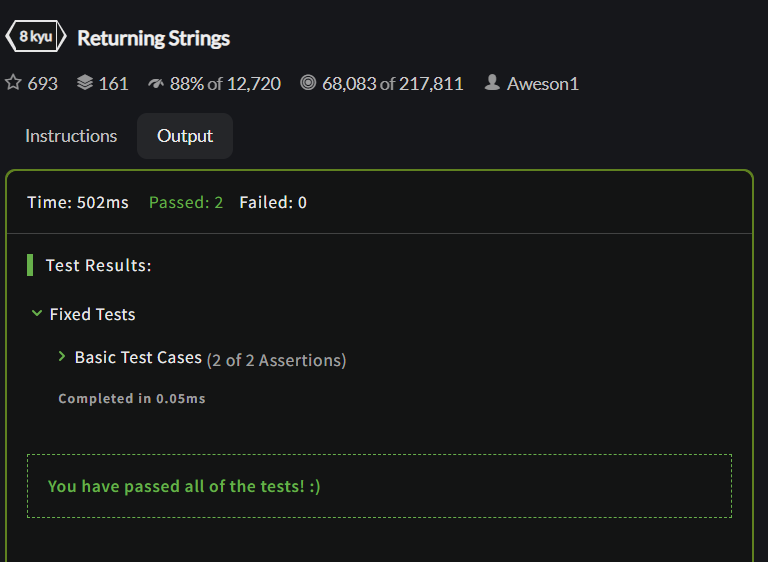 8 kyu Returning Strings
693 161 88% of 12,720 68,083 of 217,811 Aweson1
Instructions Output
Time: 502ms Passed: 2 Failed: 0
Test Results:
Fixed Tests
Basic Test Cases (2 of 2 Assertions)
Completed in 0.05ms
You have passed all of the tests! :)